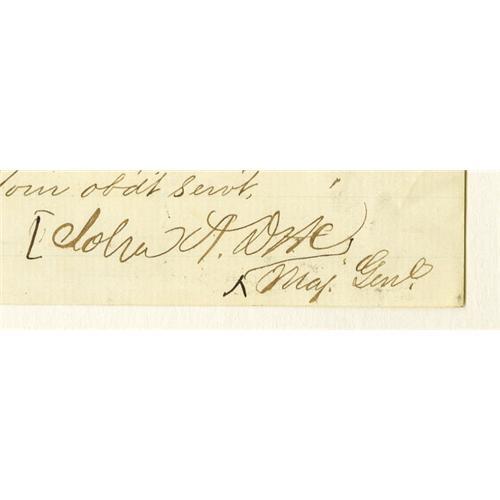 Your obdt servt,
[John A. Dix
Maj. Genl.